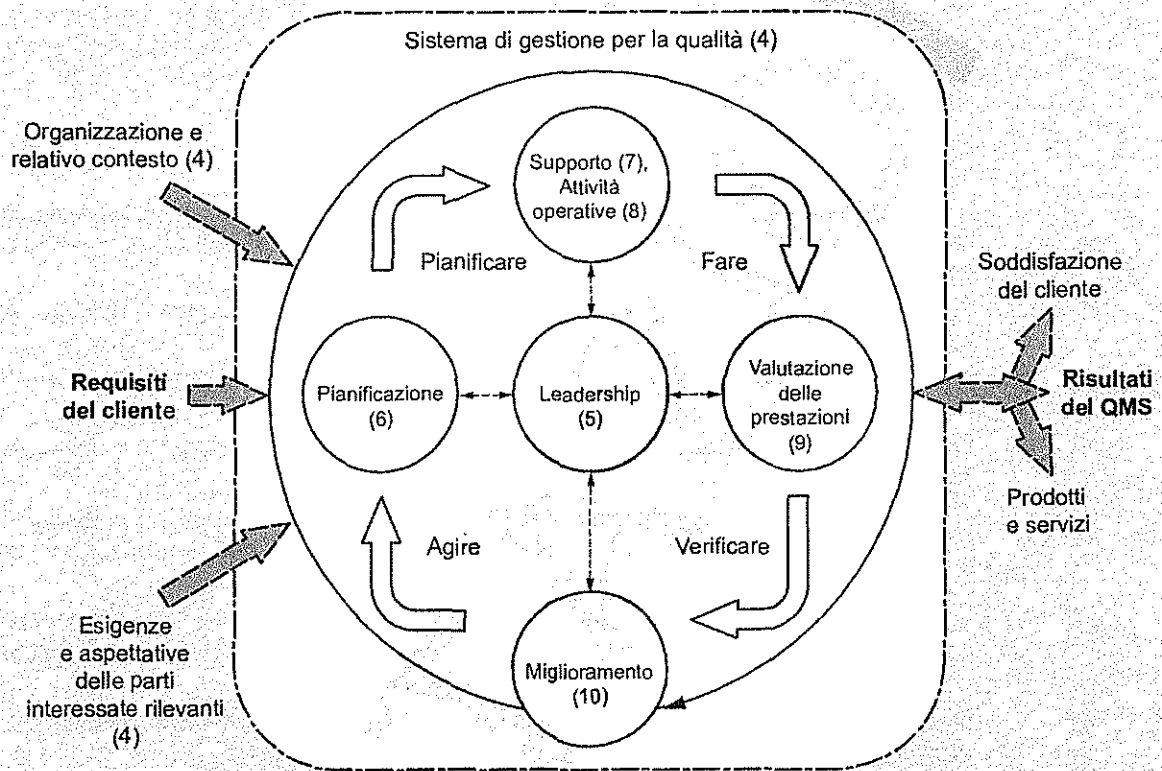 Sistema di gestione per la qualità (4)
Organizzazione e
relativo contesto (4)
Supporto (7),
Attività
operative (8)
Pianificare
Fare
Soddisfazione
del cliente
Requisiti
del cliente
Pianificazione
(6)
Leadership
(5)
Valutazione
delle
prestazioni
(9)
Risultati
del QMS
Prodotti
e servizi
Agire
Verificare
Esigenze
e aspettative
delle parti
interessate rilevanti
(4)
Miglioramento
(10)